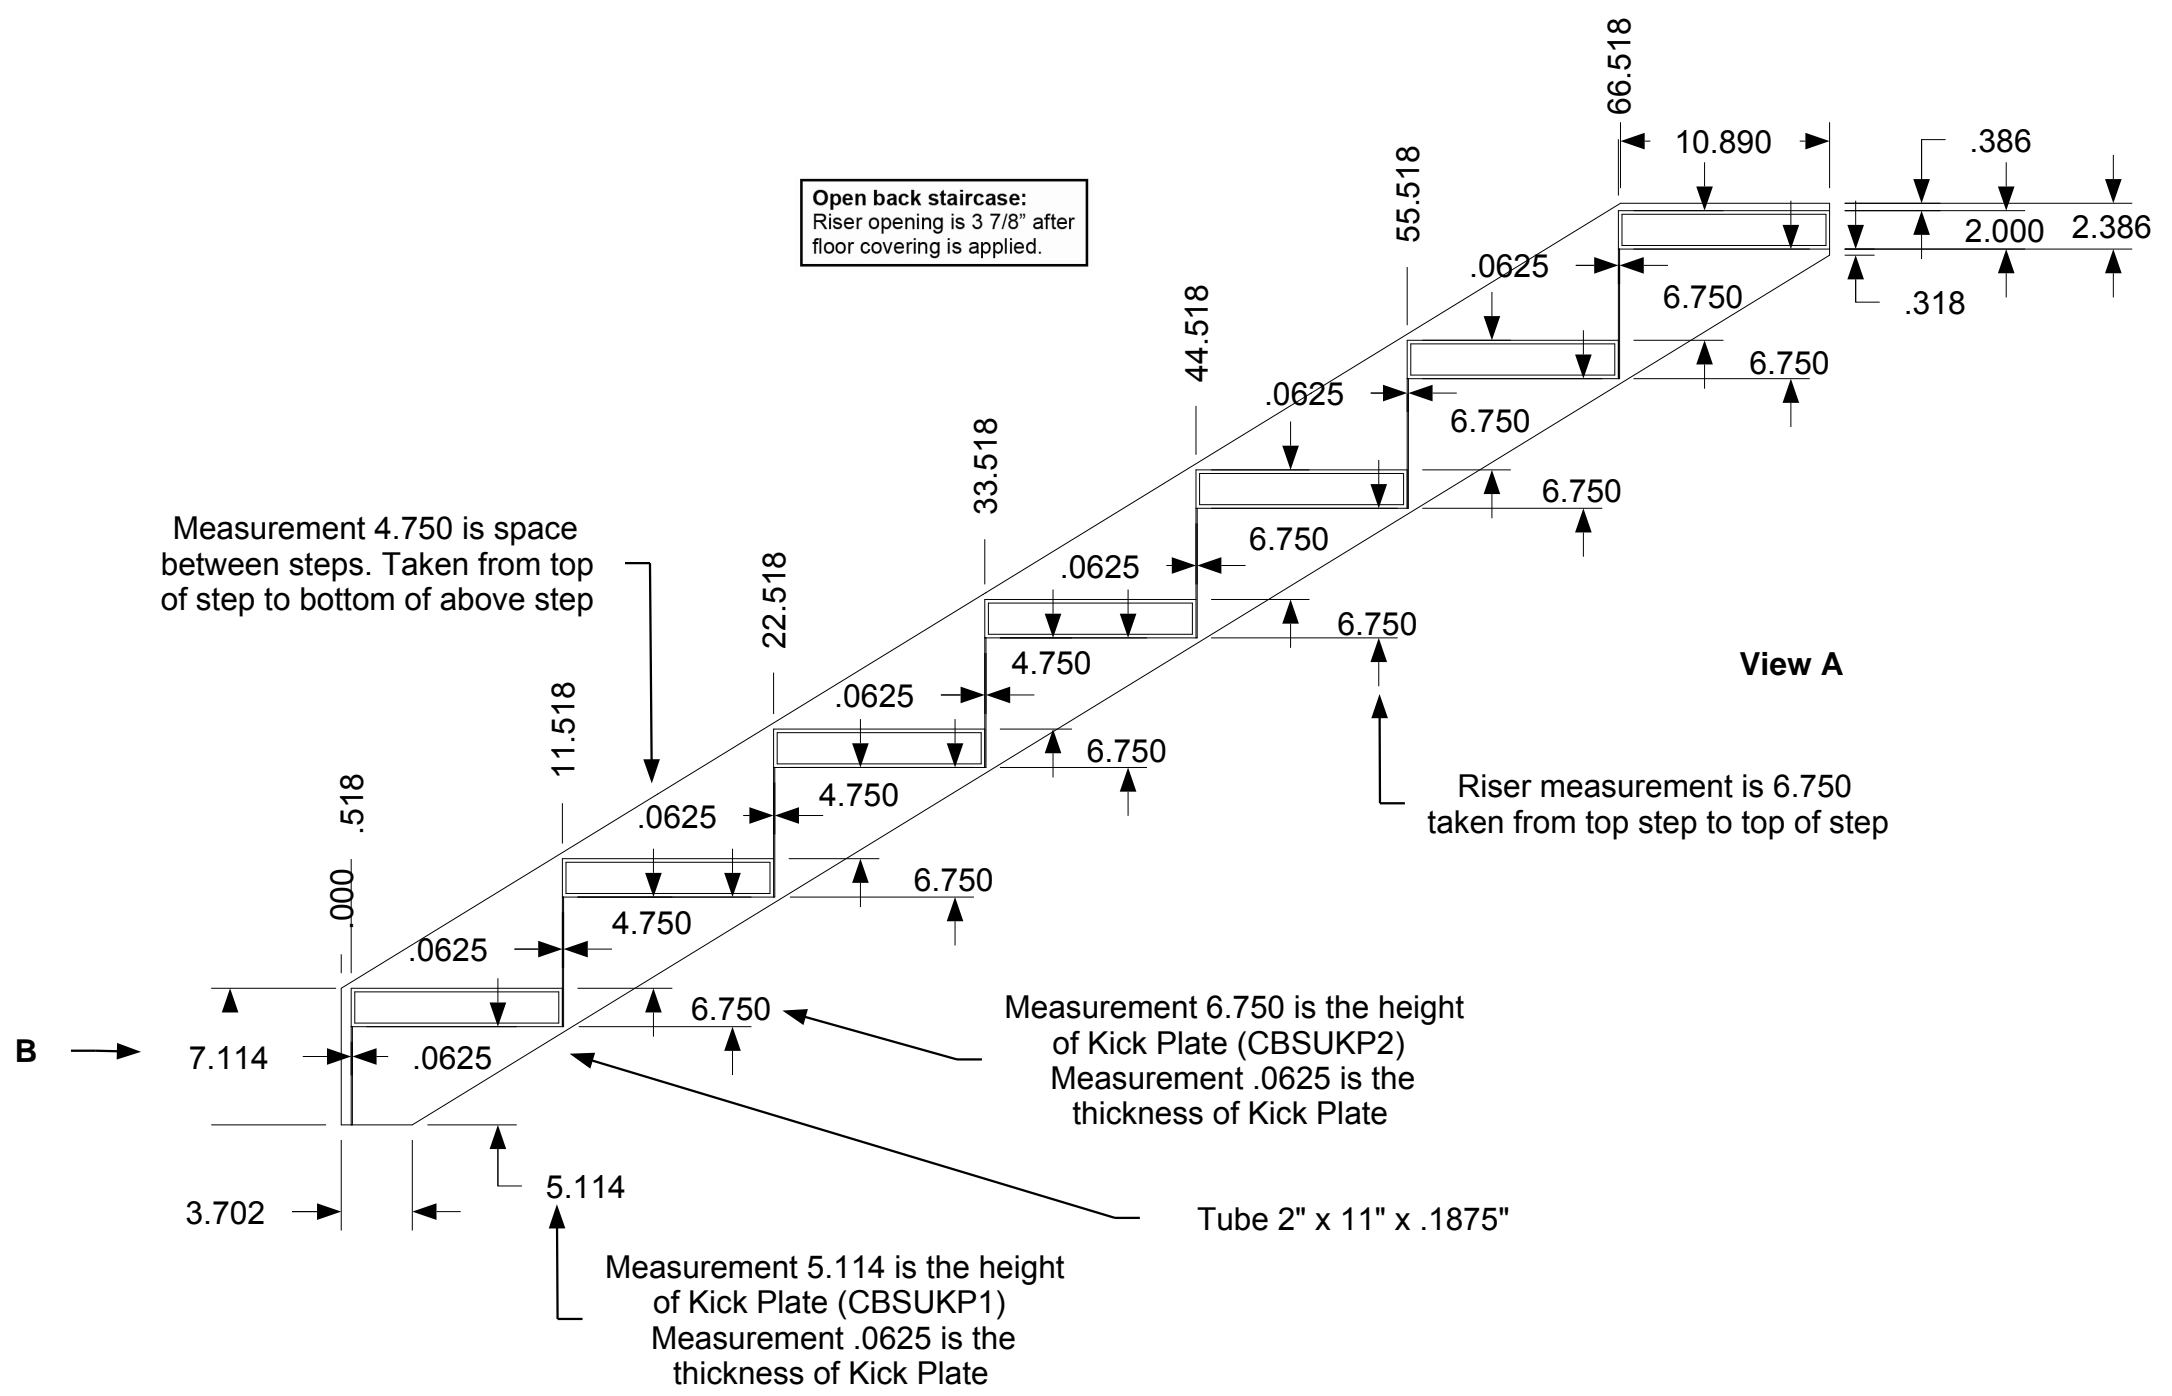 66.518
10.890
.386
2.000
2.386
.318
55.518
Open back staircase:
Riser opening is 3 7/8” after
floor covering is applied.
.0625
6.750
6.750
44.518
.0625
6.750
6.750
33.518
.0625
6.750
6.750
Measurement 4.750 is space
between steps. Taken from top
of step to bottom of above step
22.518
.0625
4.750
6.750
View A
11.518
.0625
4.750
6.750
Riser measurement is 6.750
taken from top step to top of step
.518
.000
.0625
4.750
6.750
B
7.114
.0625
Measurement 6.750 is the height
of Kick Plate (CBSUKP2)
Measurement .0625 is the
thickness of Kick Plate
5.114
3.702
Tube 2" x 11" x .1875"
Measurement 5.114 is the height
of Kick Plate (CBSUKP1)
Measurement .0625 is the
thickness of Kick Plate